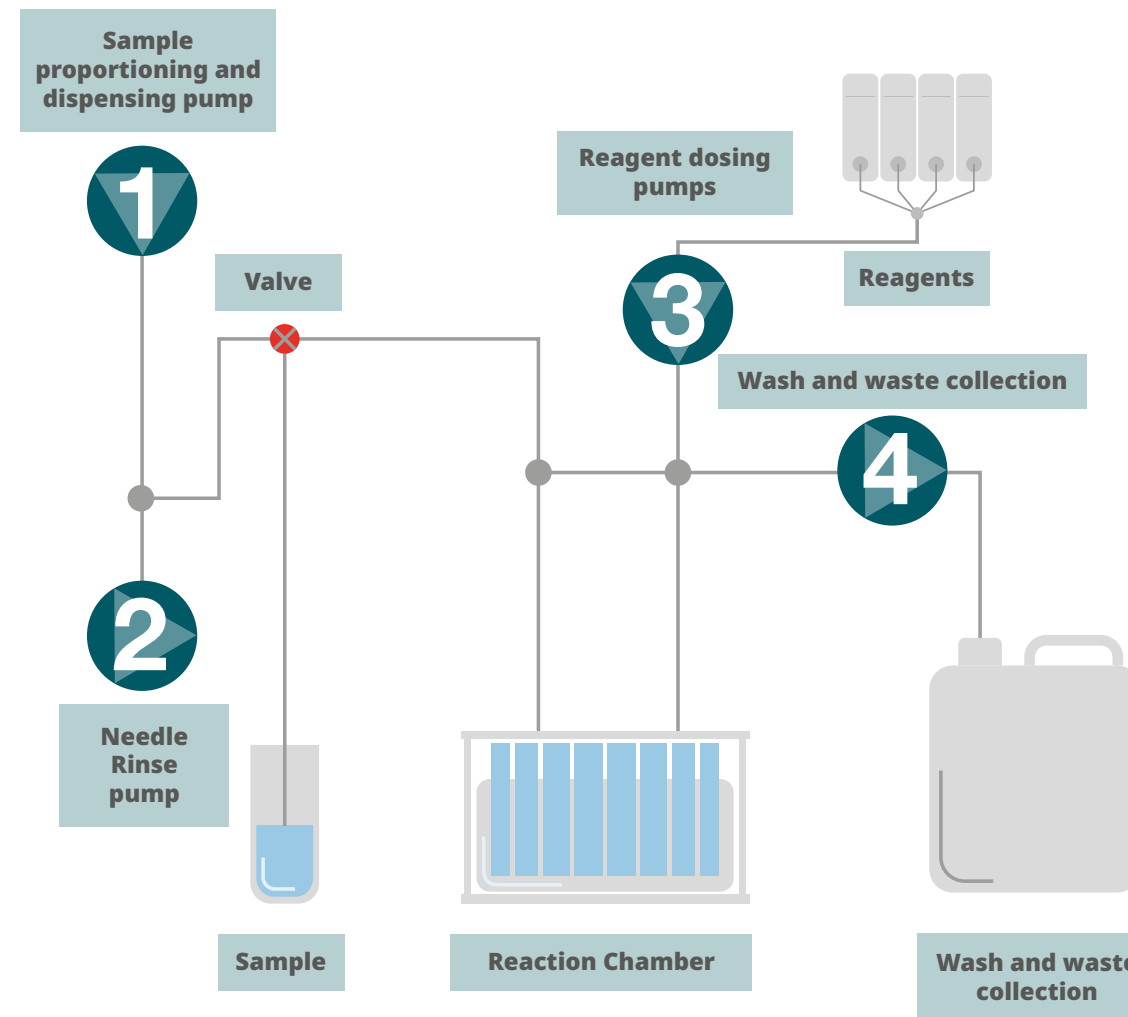 Sample
proportioning and
dispensing pump
1
Reagent dosing
pumps
Valve
Reagents
3
Wash and waste collection
4
2
Needle
Rinse
pump
Sample
Reaction Chamber
Wash and waste
collection